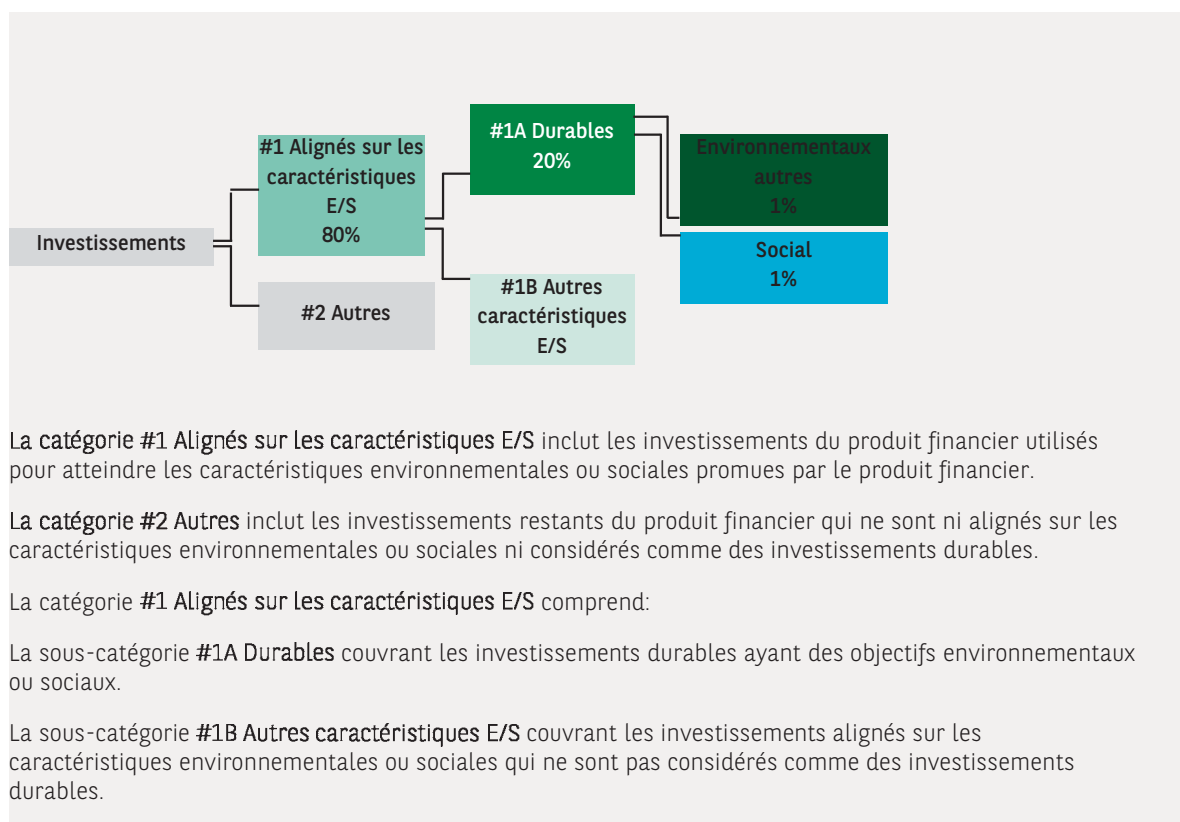 #1A Durables
20%
#1 Alignés sur les
caractéristiques
E/S
80%
Environnementaux
autres
1%
Investissements
Social
1%
#2 Autres
#1B Autres
caractéristiques
E/S
La catégorie #1 Alignés sur les caractéristiques E/S inclut les investissements du produit financier utilisés
pour atteindre les caractéristiques environnementales ou sociales promues par le produit financier.
La catégorie #2 Autres inclut les investissements restants du produit financier qui ne sont ni alignés sur les
caractéristiques environnementales ou sociales ni considérés comme des investissements durables.
La catégorie #1 Alignés sur les caractéristiques E/S comprend:
La sous-catégorie #1A Durables couvrant les investissements durables ayant des objectifs environnementaux
ou sociaux.
La sous-catégorie #1B Autres caractéristiques E/S couvrant les investissements alignés sur les
caractéristiques environnementales ou sociales qui ne sont pas considérés comme des investissements
durables.